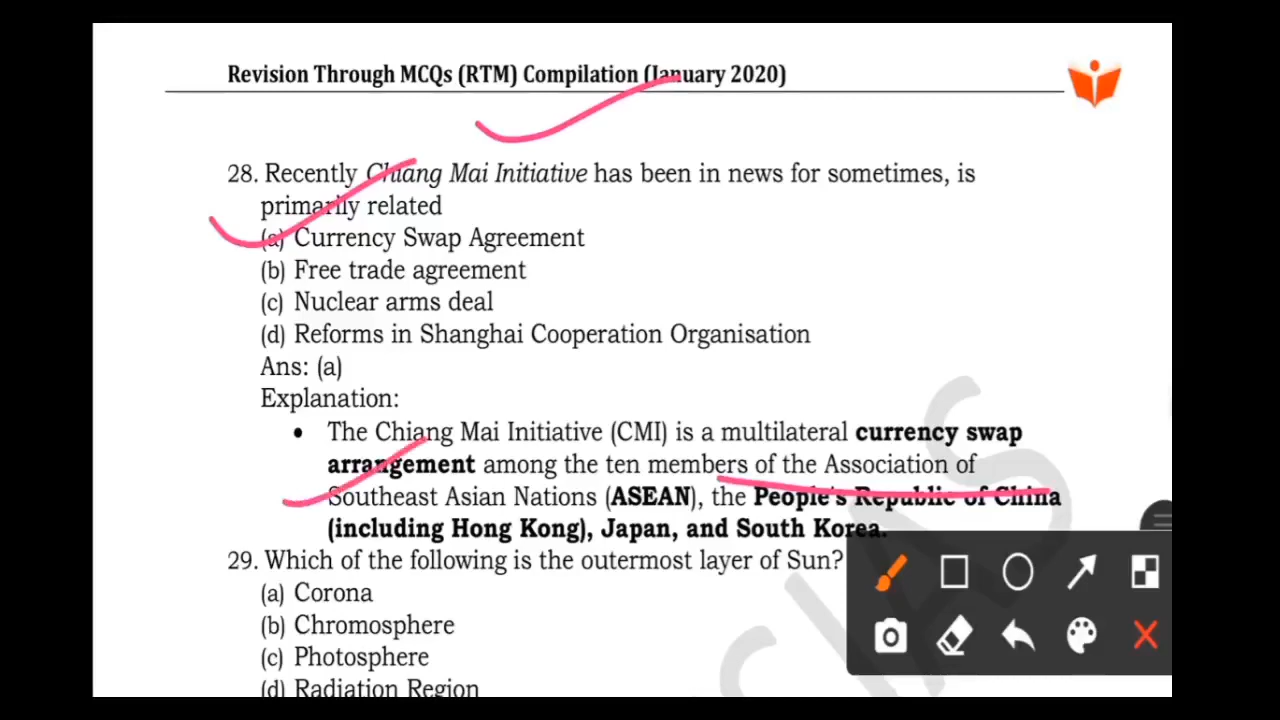 Revision Through MCQs (RTM) Compilation (January 2020)
28. Recently Chiang Mai Initiative has been in news for sometimes, is
primarily related
(a) Currency Swap Agreement
(b) Free trade agreement
(c) Nuclear arms deal
(d) Reforms in Shanghai Cooperation Organisation
Ans: (a)
Explanation:
• The Chiang Mai Initiative (CMI) is a multilateral currency swap
arrangement among the ten members of the Association of
Southeast Asian Nations (ASEAN), the People's Republic of China
(including Hong Kong), Japan, and South Korea.
29. Which of the following is the outermost layer of Sun?
(a) Corona
(b) Chromosphere
(c) Photosphere
(d) Radiation Region
IAS